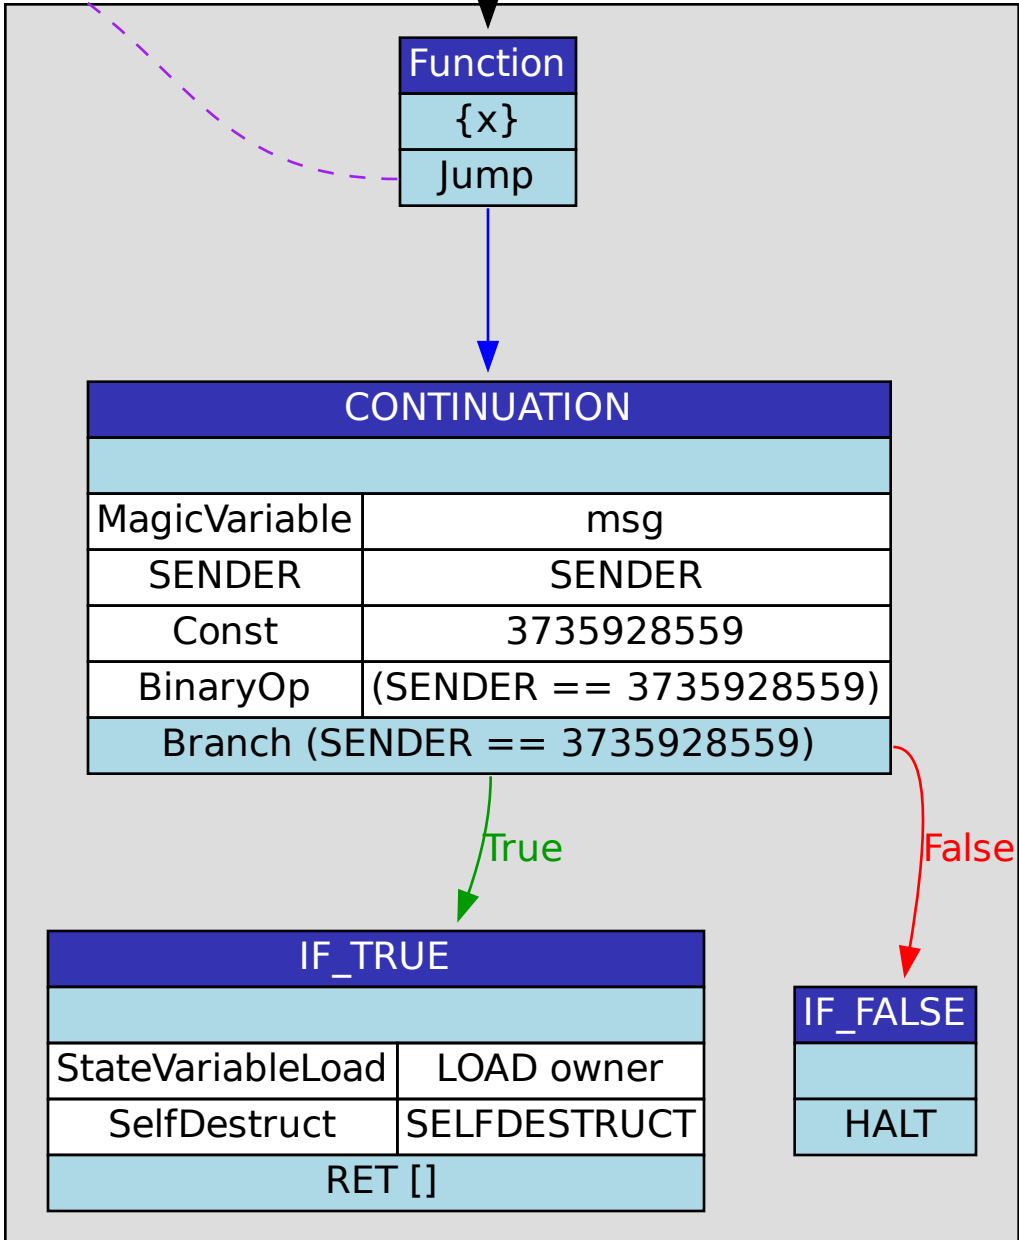 Function
{x}
Jump
CONTINUATION
MagicVariable msg
SENDER SENDER
Const 3735928559
BinaryOp (SENDER == 3735928559)
Branch (SENDER == 3735928559)
True
False
IF_TRUE
StateVariableLoad LOAD owner
SelfDestruct SELFDESTRUCT
RET []
IF_FALSE
HALT